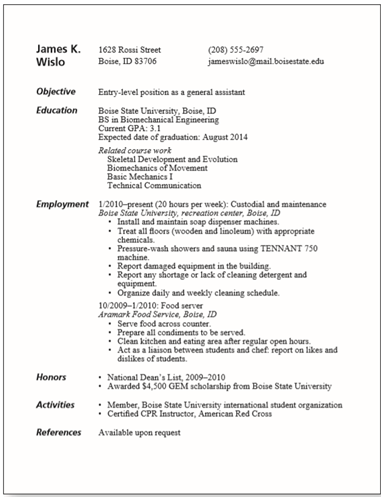 James K. Wislo
1628 Rossi Street (208) 555-2697
Boise, ID 83706 jameswislo@mail.boisestate.edu
Objective Entry-level position as a general assistant
Education Boise State University, Boise, ID
BS in Biomechanical Engineering
Current GPA: 3.1
Expected date of graduation: August 2014
Related course work
Skeletal Development and Evolution
Biomechanics of Movement
Basic Mechanics I
Technical Communication
Employment 1/2010–present (20 hours per week): Custodial and maintenance
Boise State University, recreation center, Boise, ID
• Install and maintain soap dispenser machines.
• Treat all floors (wooden and linoleum) with appropriate
chemicals.
• Pressure-wash showers and sauna using TENNANT 750
machine.
• Report damaged equipment in the building.
• Report any shortage or lack of cleaning detergent and
equipment.
• Organize daily and weekly cleaning schedule.
10/2009–1/2010: Food server
Aramark Food Service, Boise, ID
• Serve food across counter.
• Prepare all condiments to be served.
• Clean kitchen and eating area after regular open hours.
• Act as a liaison between students and chef: report on likes and
dislikes of students.
Honors • National Dean's List, 2009–2010
• Awarded $4,500 GEM scholarship from Boise State University
Activities • Member, Boise State University international student organization
• Certified CPR Instructor, American Red Cross
References Available upon request